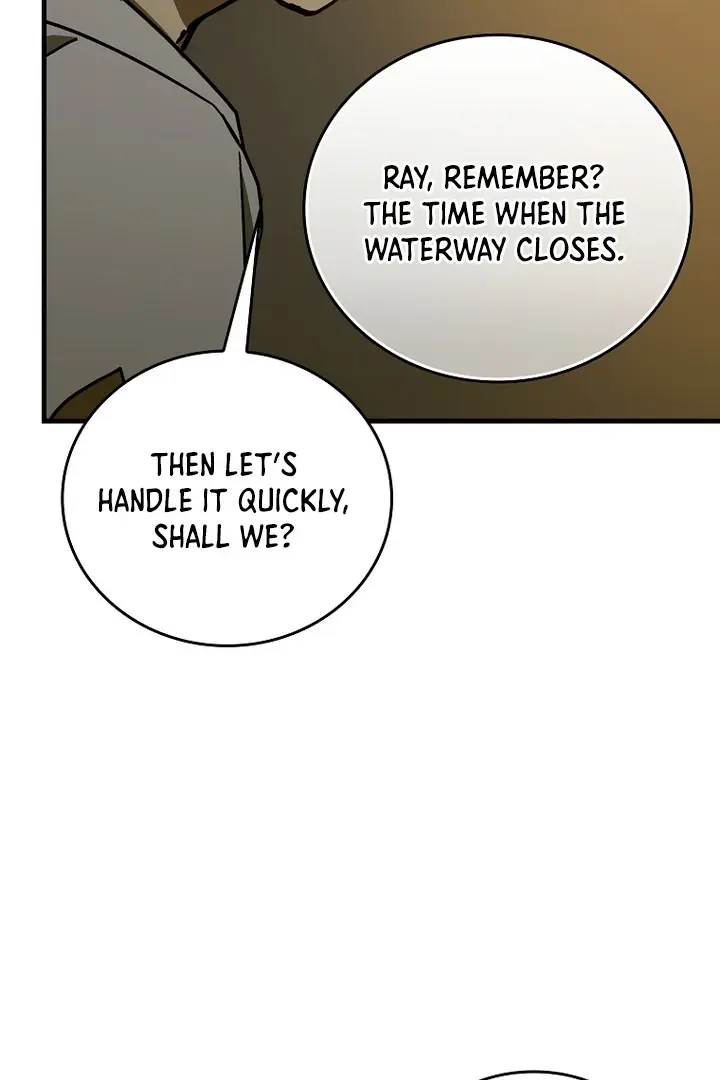 RAY, REMEMBER?
THE TIME WHEN THE
WATERWAY CLOSES.
THEN LET'S
HANDLE IT QUICKLY,
SHALL WE?